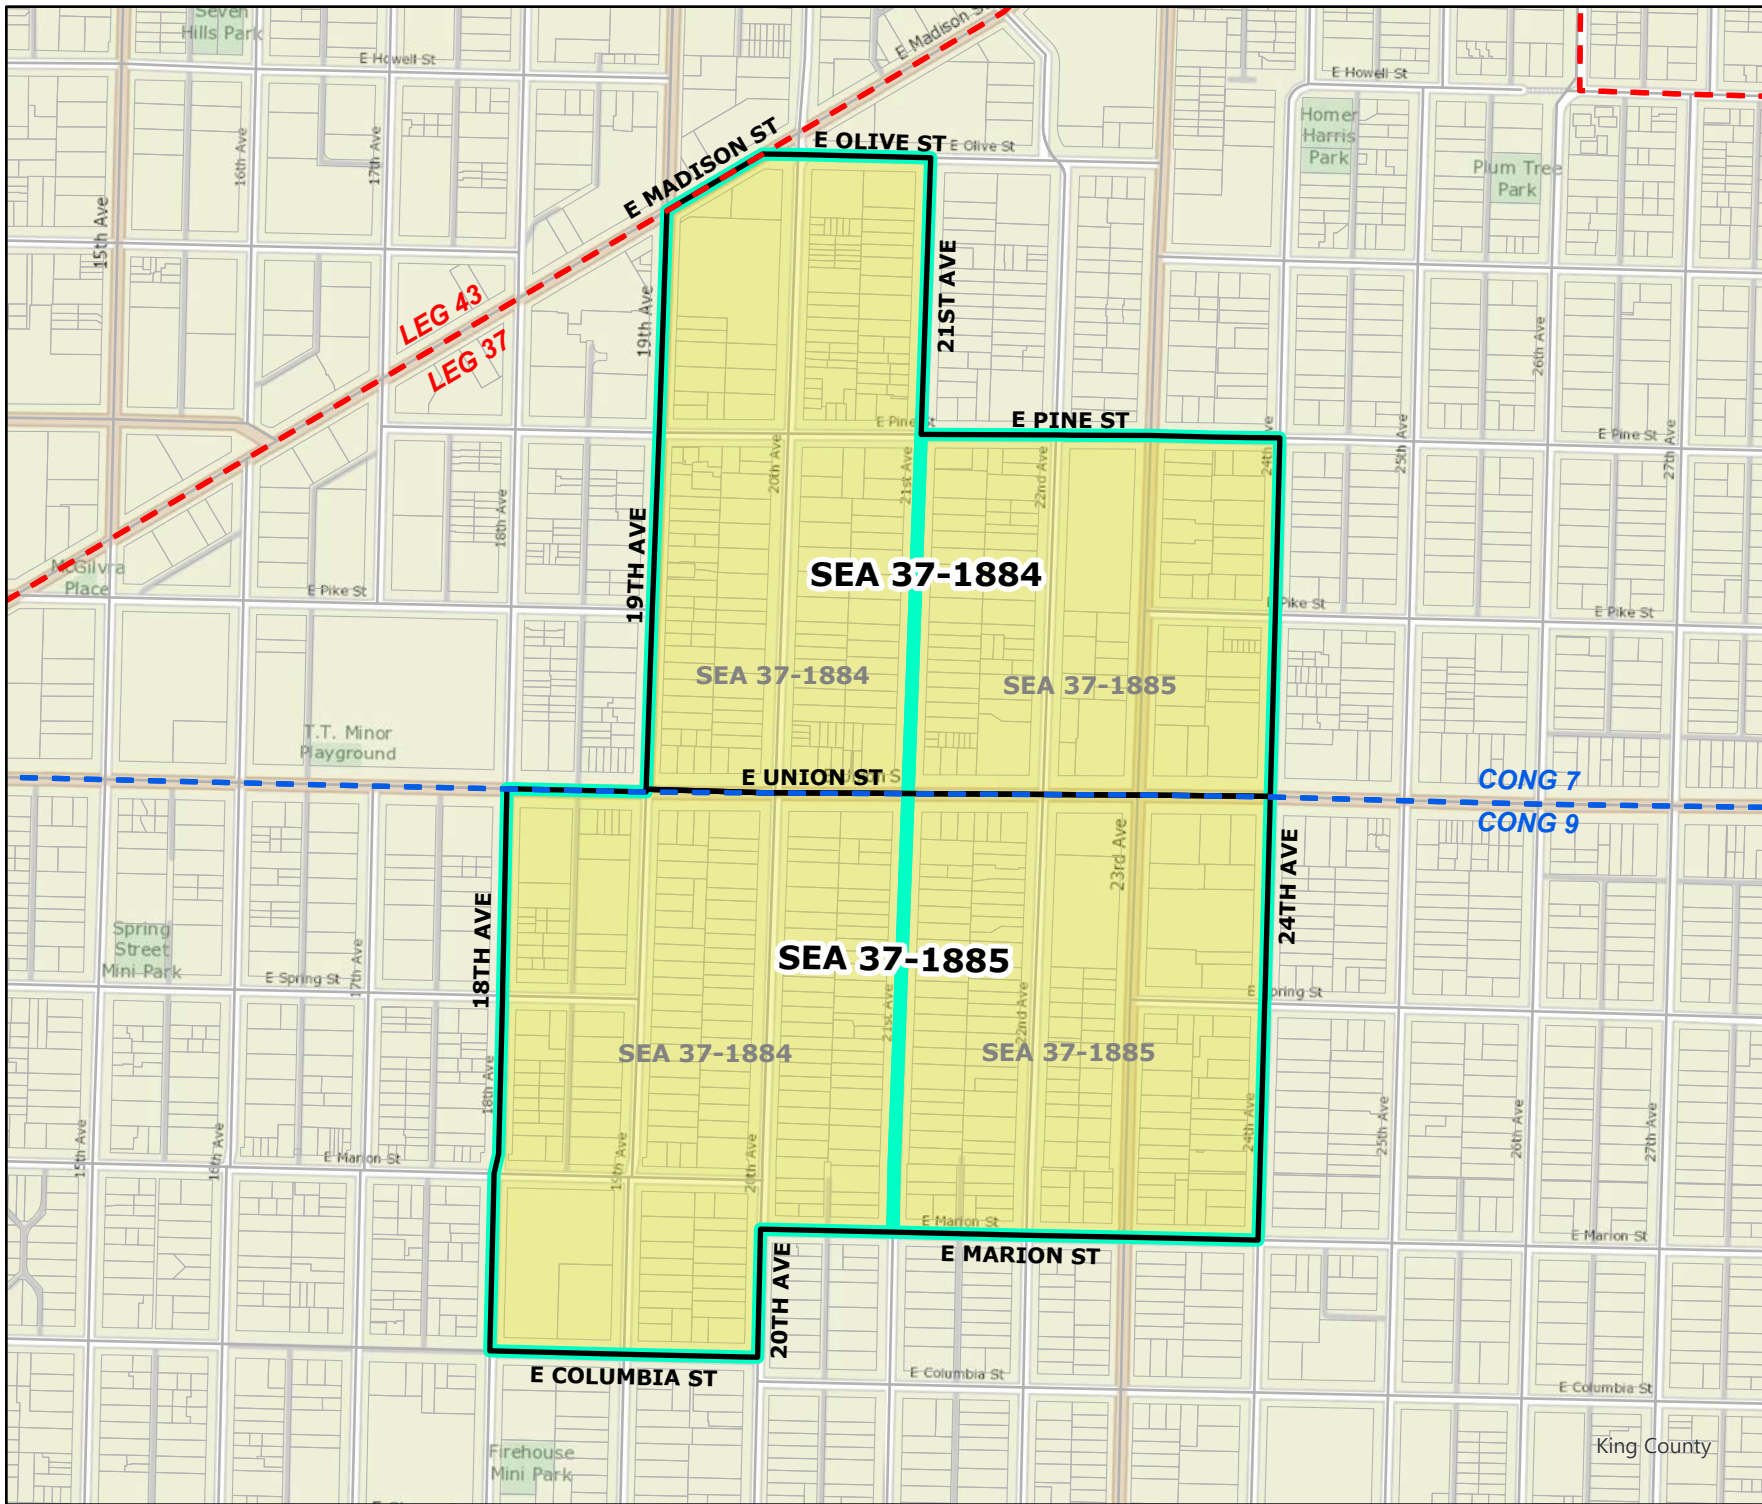 Seven
Hills Park
E Howell St
E Madison St
E Howell St
16th Ave
17th Ave
15th Ave
E MADISON ST
E OLIVE ST
E Olive St
Homer
Harris
Park
Plum Tree
Park
LEG 43
LEG 37
19th Ave
21ST AVE
26th Ave
E Pine St
E PINE ST
E Pine St
20th Ave
21st Ave
22nd Ave
24th Ave
25th Ave
27th Ave
18th Ave
19TH AVE
McGilvra
Place
E Pike St
SEA 37-1884
E Pike St
E Pike St
SEA 37-1884
SEA 37-1885
T.T. Minor
Playground
E UNION ST
CONG 7
CONG 9
23rd Ave
24TH AVE
18TH AVE
Spring
Street
Mini Park
17th Ave
E Spring St
SEA 37-1885
E Spring St
21st Ave
22nd Ave
SEA 37-1884
SEA 37-1885
18th Ave
15th Ave
16th Ave
E Marion St
19th Ave
20th Ave
24th Ave
25th Ave
26th Ave
27th Ave
E Marion St
E MARION ST
E Marion St
20TH AVE
E COLUMBIA ST
E Columbia St
E Columbia St
Firehouse
Mini Park
King County